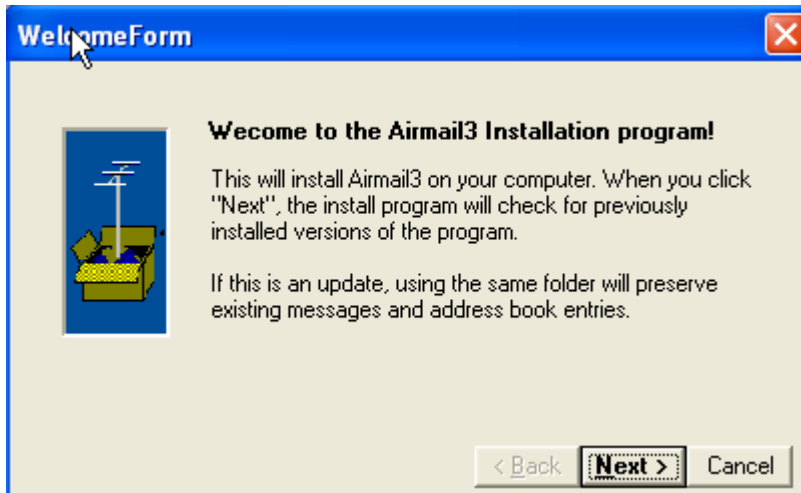 WelcomeForm
Wecome to the Airmail3 Installation program!
This will install Airmail3 on your computer. When you click
"Next", the install program will check for previously
installed versions of the program.
If this is an update, using the same folder will preserve
existing messages and address book entries.
< Back Next > Cancel